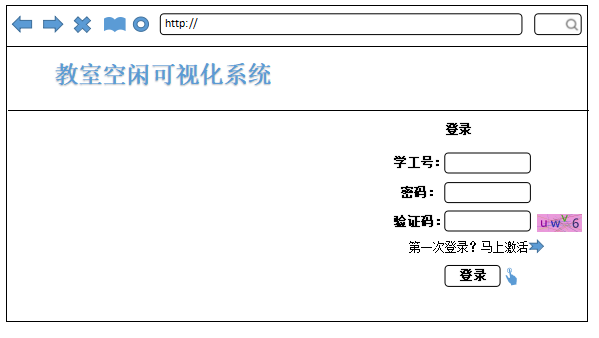 http://
教室空闲可视化系统
登录
学工号：
密码：
验证码： uwY6
第一次登录？马上激活
登录